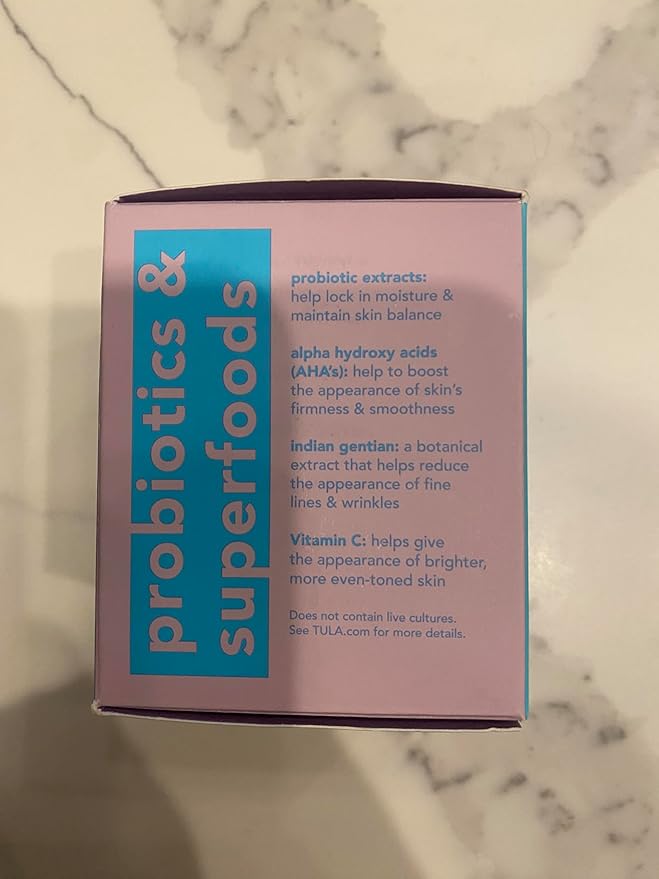 probiotics &
superfoods
probiotic extracts:
help lock in moisture &
maintain skin balance
alpha hydroxy acids
(AHA's): help to boost
the appearance of skin's
firmness & smoothness
indian gentian: a botanical
extract that helps reduce
the appearance of fine
lines & wrinkles
Vitamin C: helps give
the appearance of brighter,
more even-toned skin
Does not contain live cultures.
See TULA.com for more details.